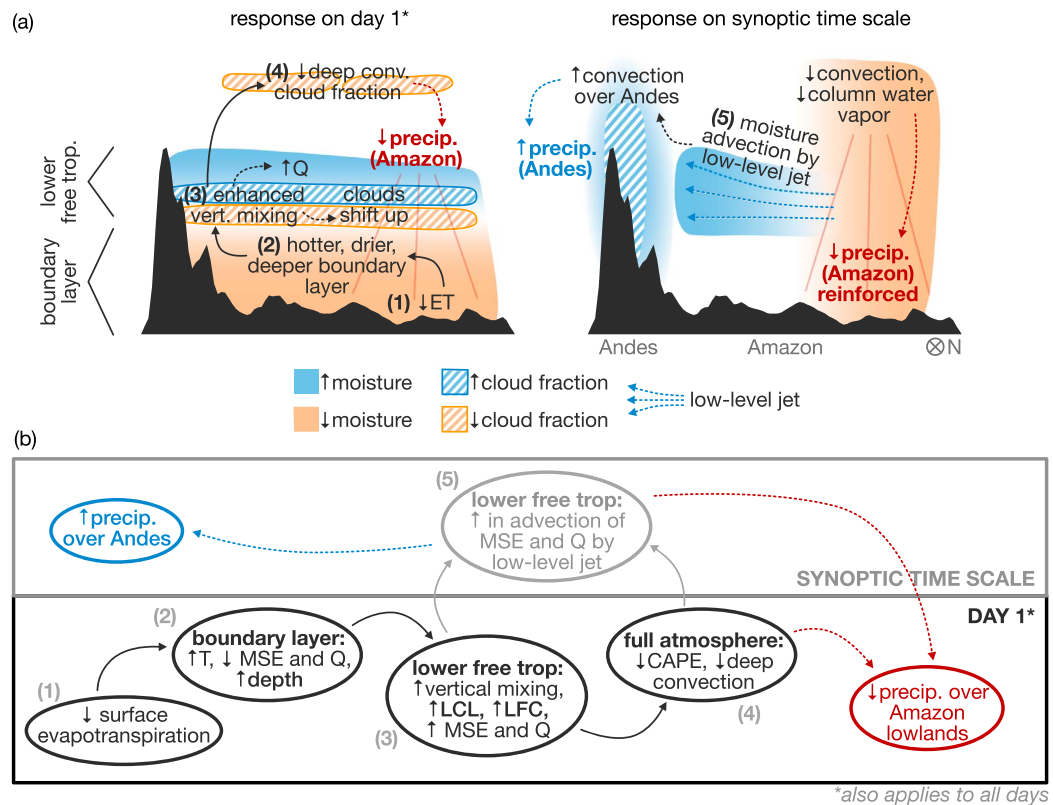 (a)
response on day 1*
response on synoptic time scale
lower
free trop.
boundary
layer
(4) ↓deep conv.
cloud fraction
↓precip.
(Amazon)
↑Q
(3) enhanced clouds
vert. mixing shift up
(2) hotter, drier,
deeper boundary
layer
(1) ↓ET
↑convection
over Andes
↑precip.
(Andes)
(5) moisture
advection by
low-level jet
↓convection,
↓column water
vapor
↓precip.
(Amazon)
reinforced
Andes
Amazon
⊗N
↑moisture
↑cloud fraction
low-level jet
↓moisture
↓cloud fraction
(b)
(5)
lower free trop:
↑ in advection of
MSE and Q by
low-level jet
↑precip.
over Andes
SYNOPTIC TIME SCALE
DAY 1*
(1)
↓ surface
evapotranspiration
(2)
boundary layer:
↑T, ↓ MSE and Q,
↑depth
(3)
lower free trop:
↑vertical mixing,
↑LCL, ↑LFC,
↑ MSE and Q
full atmosphere:
↓CAPE, ↓deep
convection
(4)
↓precip. over
Amazon
lowlands
*also applies to all days